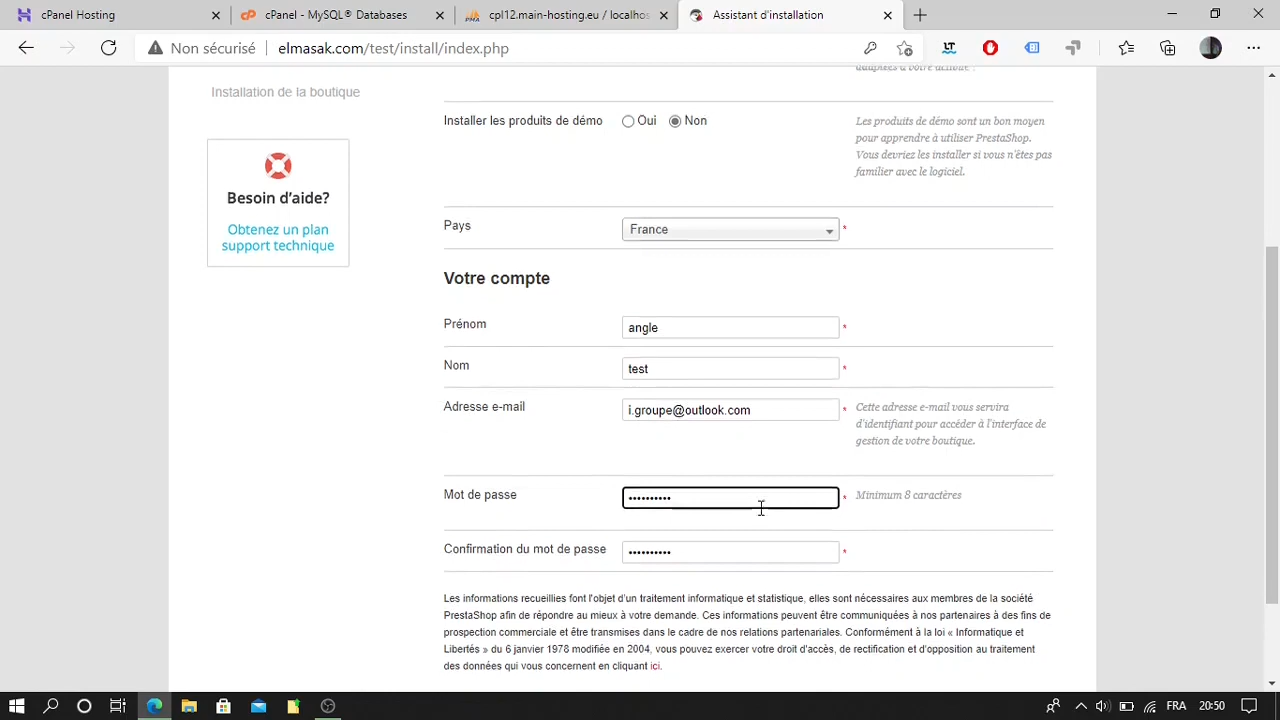 cPanel Hosting
cPanel - MySQL® Databases
cpl12.main-hosting.eu / localhos
Assistant d'installation
Non sécurisé
elmasak.com/test/install/index.php
LT
adaptées à votre activité .
Installation de la boutique
Installer les produits de démo
Oui
Non
Les produits de démo sont un bon moyen
pour apprendre à utiliser PrestaShop.
Vous devriez les installer si vous n'êtes pas
familier avec le logiciel.
Besoin d'aide?
Obtenez un plan
support technique
Pays
France
*
Votre compte
Prénom
angle
*
Nom
test
*
Adresse e-mail
i.groupe@outlook.com
*
Cette adresse e-mail vous servira
d'identifiant pour accéder à l'interface de
gestion de votre boutique.
Mot de passe
••••••••••
*
Minimum 8 caractères
Confirmation du mot de passe
••••••••••
*
Les informations recueillies font l'objet d'un traitement informatique et statistique, elles sont nécessaires aux membres de la société
PrestaShop afin de répondre au mieux à votre demande. Ces informations peuvent être communiquées à nos partenaires à des fins de
prospection commerciale et être transmises dans le cadre de nos relations partenariales. Conformément à la loi « Informatique et
Libertés » du 6 janvier 1978 modifiée en 2004, vous pouvez exercer votre droit d'accès, de rectification et d'opposition au traitement
des données qui vous concernent en cliquant ici.
FRA
20:50